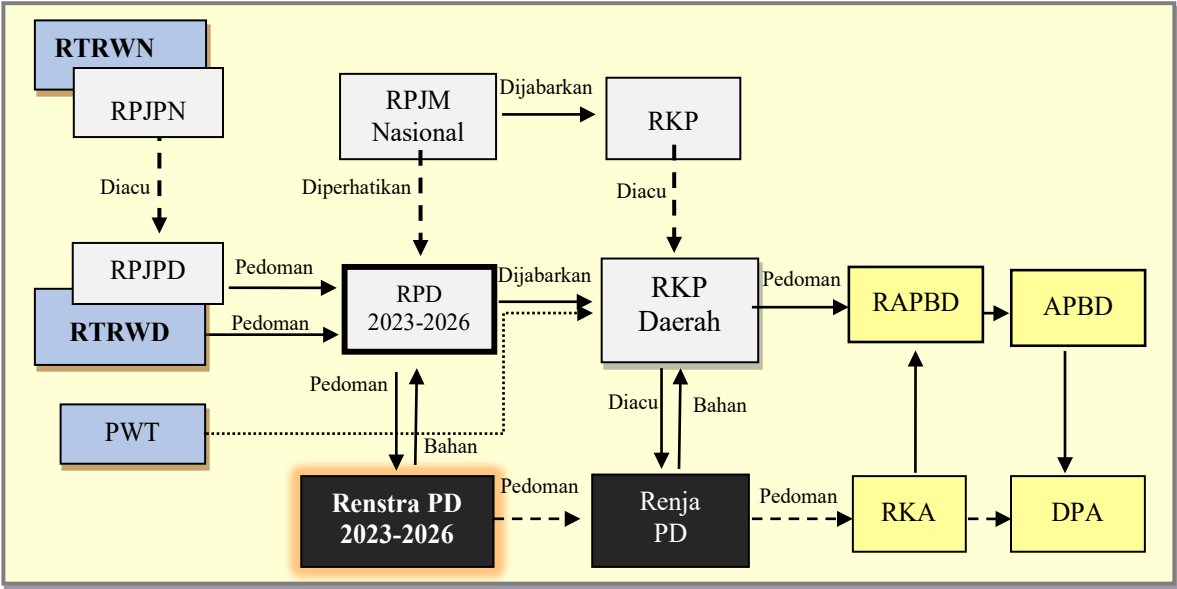 RTRWN
RPJPN
RPJM
Nasional
Dijabarkan
RKP
Diacu
Diperhatikan
Diacu
RPJPD
Pedoman
RPD
2023-2026
Dijabarkan
RKP
Daerah
Pedoman
RAPBD
APBD
RTRWD
Pedoman
Pedoman
Diacu
Bahan
PWT
Bahan
Renstra PD
2023-2026
Pedoman
Renja
PD
Pedoman
RKA
DPA